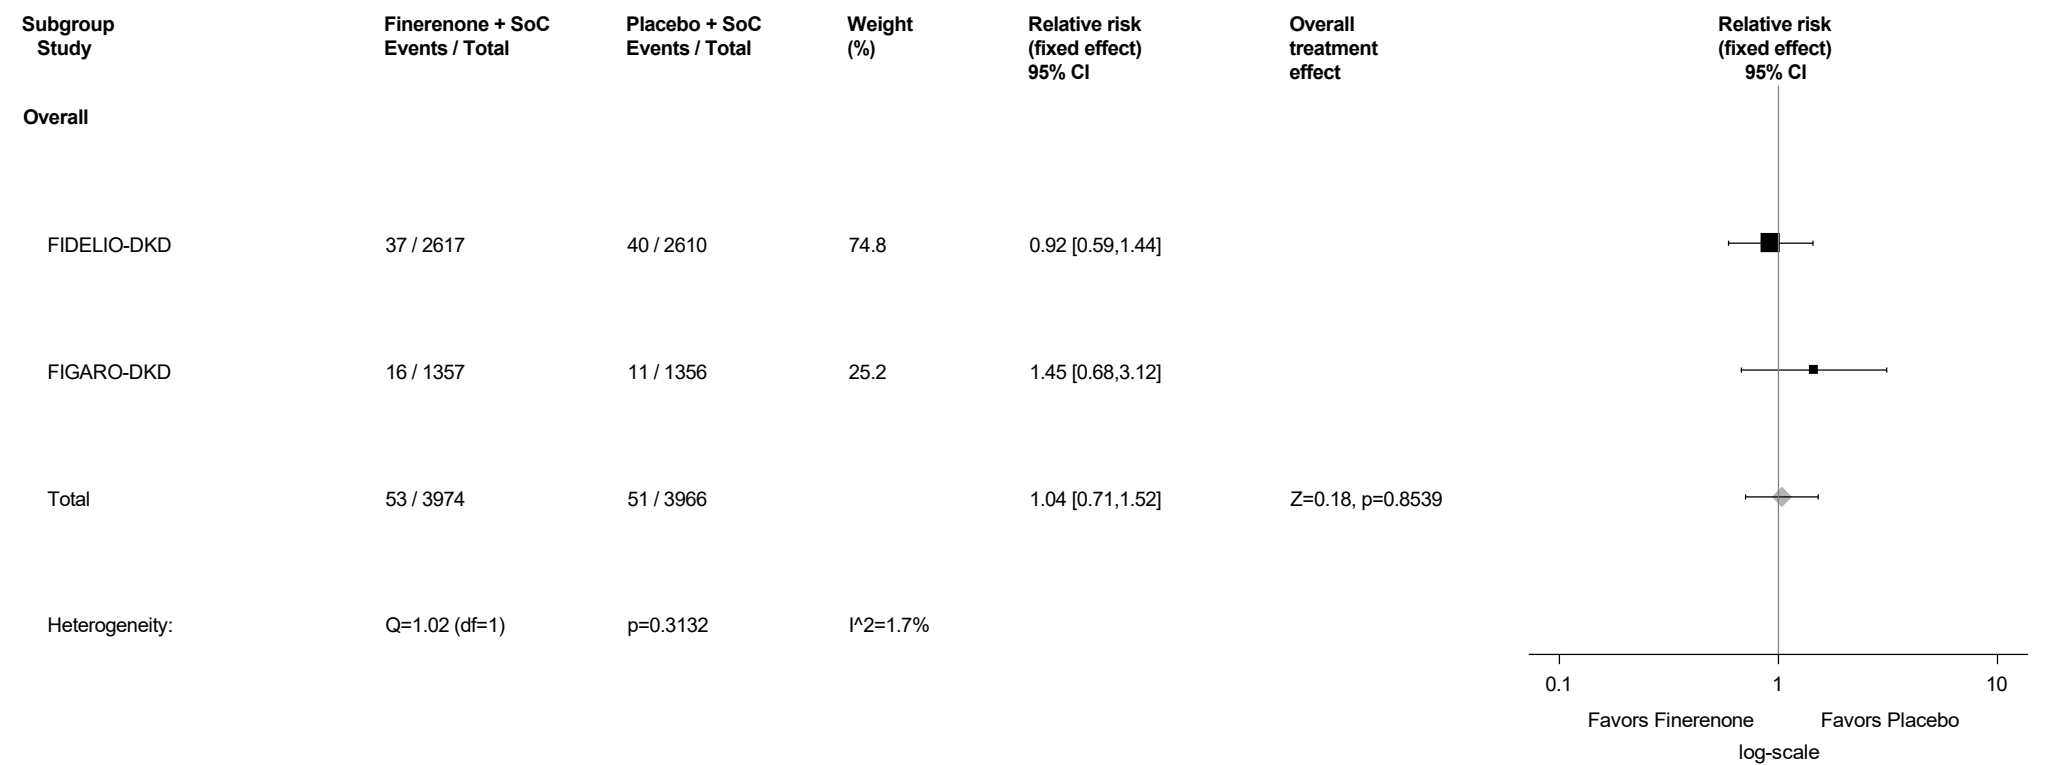 Subgroup Finerenone + SoC Placebo + SoC Weight Relative risk Overall Relative risk
Study Events / Total Events / Total (%) (fixed effect) treatment (fixed effect)
95% CI effect 95% CI
Overall
FIDELIO-DKD 37 / 2617 40 / 2610 74.8 0.92 [0.59,1.44]
FIGARO-DKD 16 / 1357 11 / 1356 25.2 1.45 [0.68,3.12]
Total 53 / 3974 51 / 3966 1.04 [0.71,1.52] Z=0.18, p=0.8539
Heterogeneity: Q=1.02 (df=1) p=0.3132 I^2=1.7%
0.1 1 10
Favors Finerenone Favors Placebo
log-scale